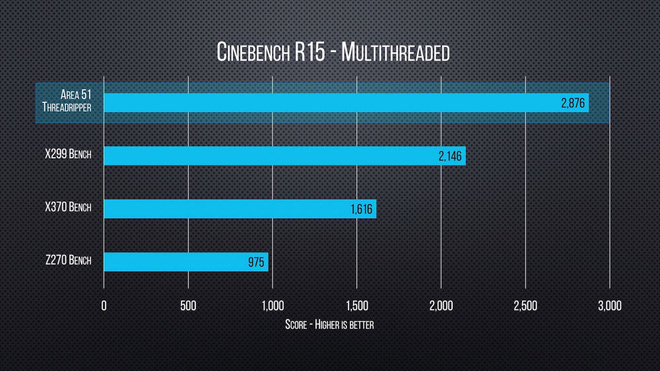 Cinebench R15 - Multithreaded
Area 51
Threadripper
2,876
X299 Bench
2,146
X370 Bench
1,616
Z270 Bench
975
0 500 1,000 1,500 2,000 2,500 3,000
Score - Higher is better